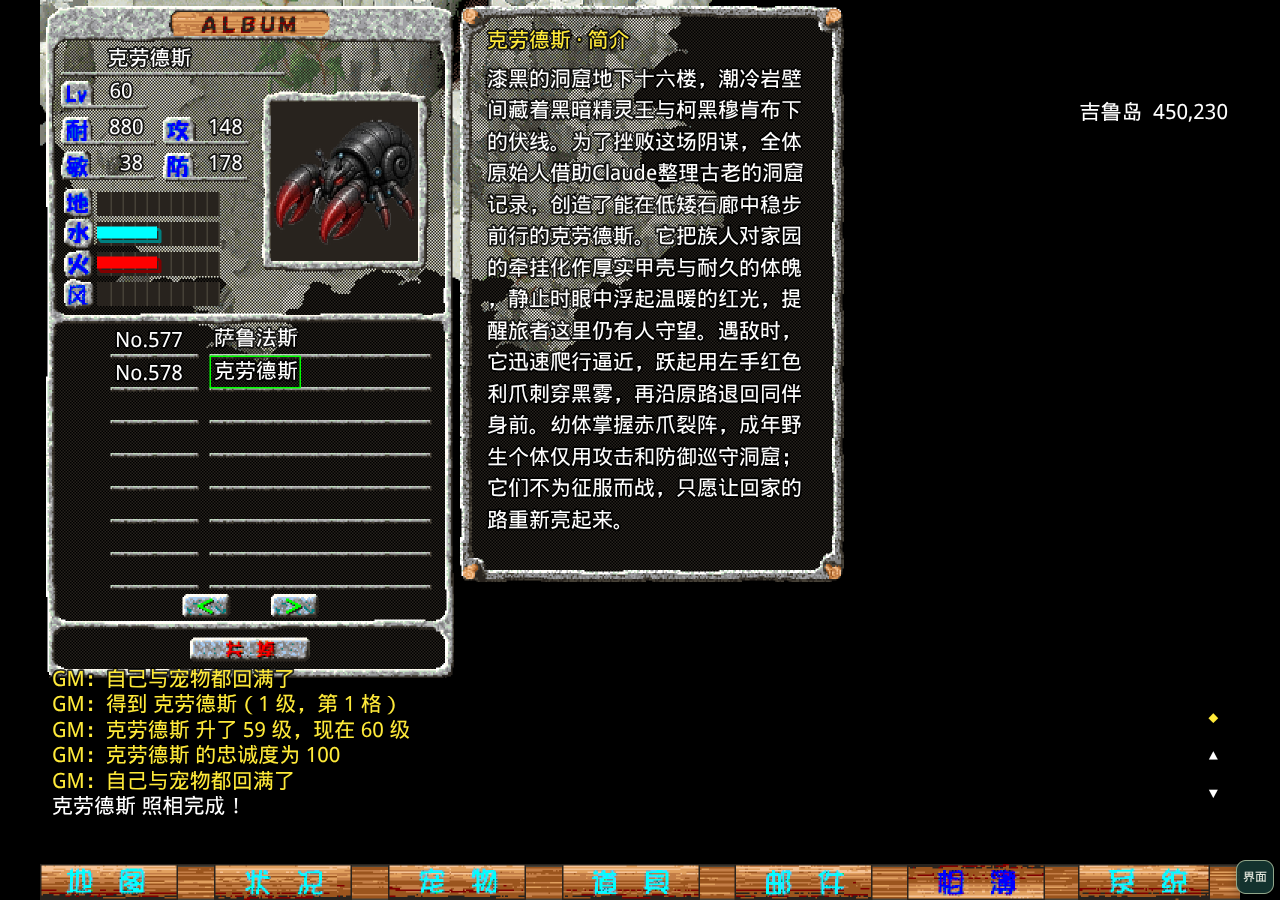 ALBUM
克劳德斯
Lv 60
耐 880 攻 148
敏 38 防 178
地
水
火
风
No.577 萨鲁法斯
No.578 克劳德斯
< >
关 掉
克劳德斯·简介
漆黑的洞窟地下十六楼，潮冷岩壁
间藏着黑暗精灵王与柯黑穆肯布下
的伏线。为了挫败这场阴谋，全体
原始人借助Claude整理古老的洞窟
记录，创造了能在低矮石廊中稳步
前行的克劳德斯。它把族人对家园
的牵挂化作厚实甲壳与耐久的体魄
，静止时眼中浮起温暖的红光，提
醒旅者这里仍有人守望。遇敌时，
它迅速爬行逼近，跃起用左手红色
利爪刺穿黑雾，再沿原路退回同伴
身前。幼体掌握赤爪裂阵，成年野
生个体仅用攻击和防御巡守洞窟；
它们不为征服而战，只愿让回家的
路重新亮起来。
吉鲁岛 450,230
GM：自己与宠物都回满了
GM：得到 克劳德斯（1 级，第 1 格）
GM：克劳德斯 升了 59 级，现在 60 级
GM：克劳德斯 的忠诚度为 100
GM：自己与宠物都回满了
克劳德斯 照相完成！
地 图 状 况 宠 物 道 具 邮 件 相 簿 系 统
界面